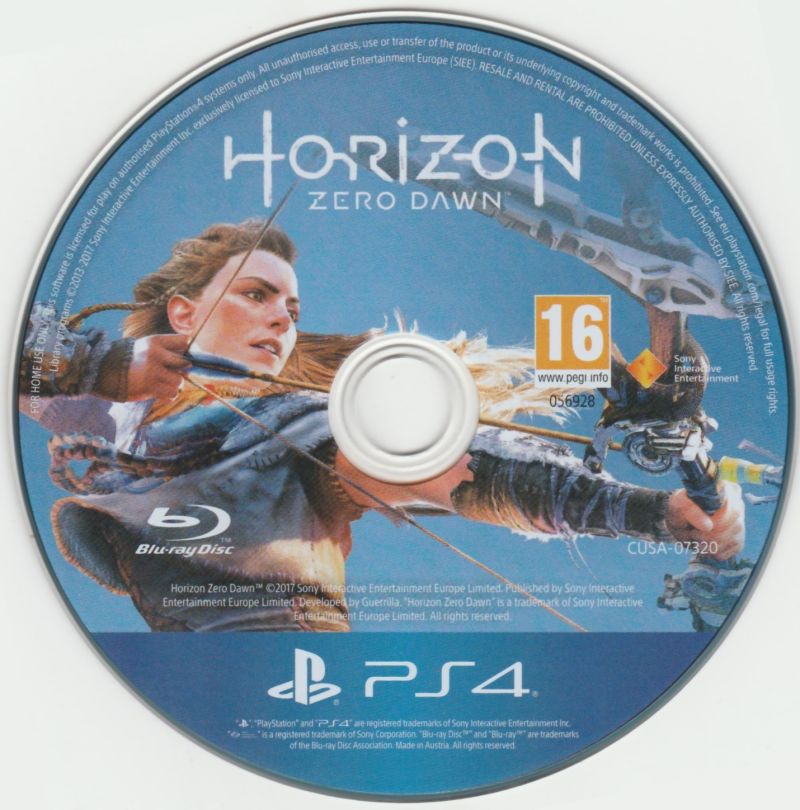 FOR HOME USE ONLY. This software is licensed for play on authorised PlayStation®4 systems only. All unauthorised access, use or transfer of the product or its underlying copyright and trademark works is prohibited. See eu.playstation.com/legal for full usage rights.
Library programs ©2013-2017 Sony Interactive Entertainment Inc. exclusively licensed to Sony Interactive Entertainment Europe (SIEE). RESALE AND RENTAL ARE PROHIBITED UNLESS EXPRESSLY AUTHORISED BY SIEE. All rights reserved.
HORiZON
ZERO DAWN™
16
www.pegi.info
Sony
Interactive
Entertainment
056928
Blu-ray Disc™
CUSA-07320
Horizon Zero Dawn™ ©2017 Sony Interactive Entertainment Europe Limited. Published by Sony Interactive
Entertainment Europe Limited. Developed by Guerrilla. "Horizon Zero Dawn" is a trademark of Sony Interactive
Entertainment Europe Limited. All rights reserved.
PS4®
" ", "PlayStation" and "PS4" are registered trademarks of Sony Interactive Entertainment Inc.
" " is a registered trademark of Sony Corporation. "Blu-ray Disc™" and "Blu-ray™" are trademarks
of the Blu-ray Disc Association. Made in Austria. All rights reserved.